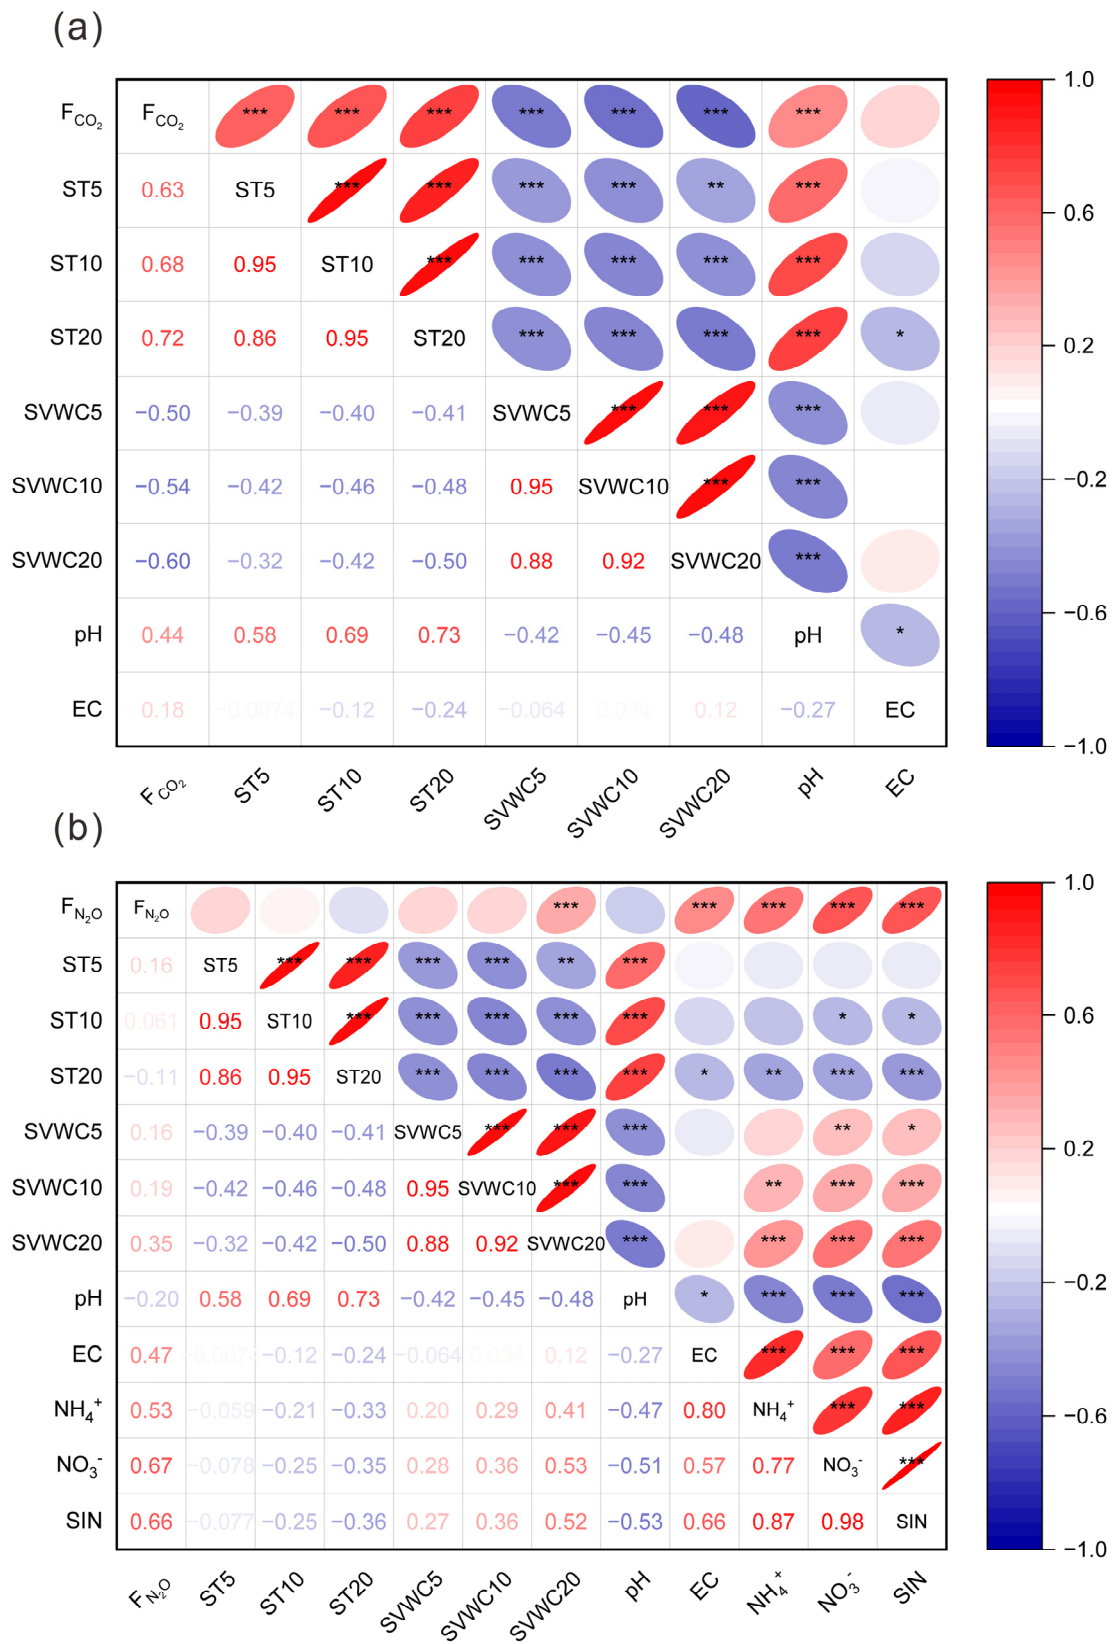 (a)
F_CO2 F_CO2 *** *** *** *** *** *** ***
ST5 0.63 ST5 *** *** *** *** ** ***
ST10 0.68 0.95 ST10 *** *** *** *** ***
ST20 0.72 0.86 0.95 ST20 *** *** *** *** *
SVWC5 −0.50 −0.39 −0.40 −0.41 SVWC5 *** *** ***
SVWC10 −0.54 −0.42 −0.46 −0.48 0.95 SVWC10 *** ***
SVWC20 −0.60 −0.32 −0.42 −0.50 0.88 0.92 SVWC20 ***
pH 0.44 0.58 0.69 0.73 −0.42 −0.45 −0.48 pH *
EC 0.18 −0.0074 −0.12 −0.24 −0.064 0.034 0.12 −0.27 EC
F_CO2 ST5 ST10 ST20 SVWC5 SVWC10 SVWC20 pH EC
1.0
0.6
0.2
−0.2
−0.6
−1.0
(b)
F_N2O F_N2O *** *** *** *** ***
ST5 0.16 ST5 *** *** *** *** ** ***
ST10 0.061 0.95 ST10 *** *** *** *** *** * *
ST20 −0.11 0.86 0.95 ST20 *** *** *** *** * ** *** ***
SVWC5 0.16 −0.39 −0.40 −0.41 SVWC5 *** *** *** ** *
SVWC10 0.19 −0.42 −0.46 −0.48 0.95 SVWC10 *** *** ** *** ***
SVWC20 0.35 −0.32 −0.42 −0.50 0.88 0.92 SVWC20 *** *** *** ***
pH −0.20 0.58 0.69 0.73 −0.42 −0.45 −0.48 pH * *** *** ***
EC 0.47 −0.12 −0.24 −0.064 0.034 0.12 −0.27 EC *** *** ***
NH4+ 0.53 −0.059 −0.21 −0.33 0.20 0.29 0.41 −0.47 0.80 NH4+ *** ***
NO3- 0.67 −0.078 −0.25 −0.35 0.28 0.36 0.53 −0.51 0.57 0.77 NO3- ***
SIN 0.66 −0.077 −0.25 −0.36 0.27 0.36 0.52 −0.53 0.66 0.87 0.98 SIN
F_N2O ST5 ST10 ST20 SVWC5 SVWC10 SVWC20 pH EC NH4+ NO3- SIN
1.0
0.6
0.2
−0.2
−0.6
−1.0